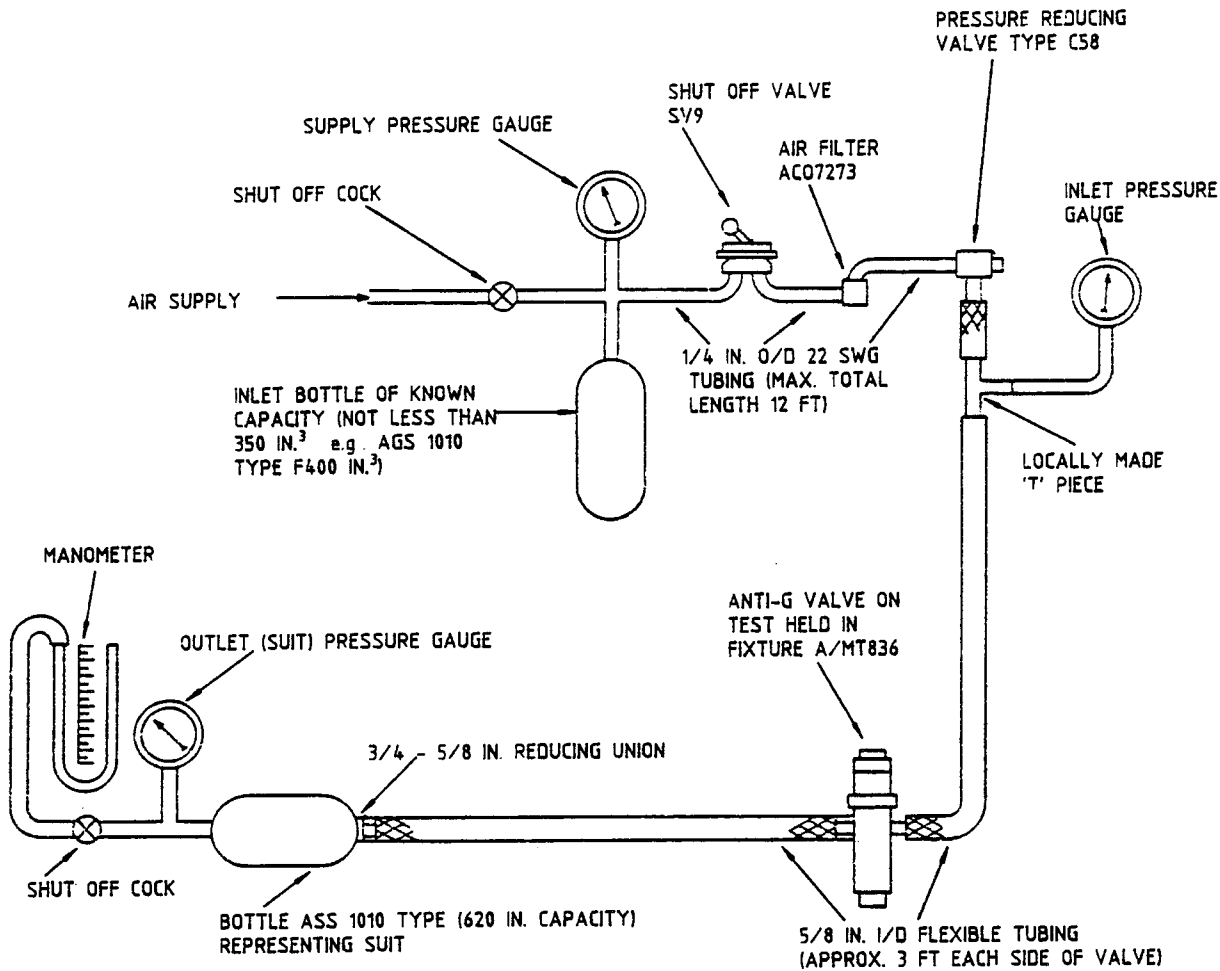 PRESSURE REDUCING
VALVE TYPE C58
SHUT OFF VALVE
SV9
SUPPLY PRESSURE GAUGE
AIR FILTER
AC07273
SHUT OFF COCK
INLET PRESSURE
GAUGE
AIR SUPPLY
1/4 IN. O/D 22 SWG
TUBING (MAX. TOTAL
LENGTH 12 FT)
INLET BOTTLE OF KNOWN
CAPACITY (NOT LESS THAN
350 IN.³ e.g. AGS 1010
TYPE F400 IN.³)
LOCALLY MADE
'T' PIECE
MANOMETER
OUTLET (SUIT) PRESSURE GAUGE
ANTI-G VALVE ON
TEST HELD IN
FIXTURE A/MT836
3/4 - 5/8 IN. REDUCING UNION
SHUT OFF COCK
BOTTLE ASS 1010 TYPE (620 IN. CAPACITY)
REPRESENTING SUIT
5/8 IN. I/D FLEXIBLE TUBING
(APPROX. 3 FT EACH SIDE OF VALVE)